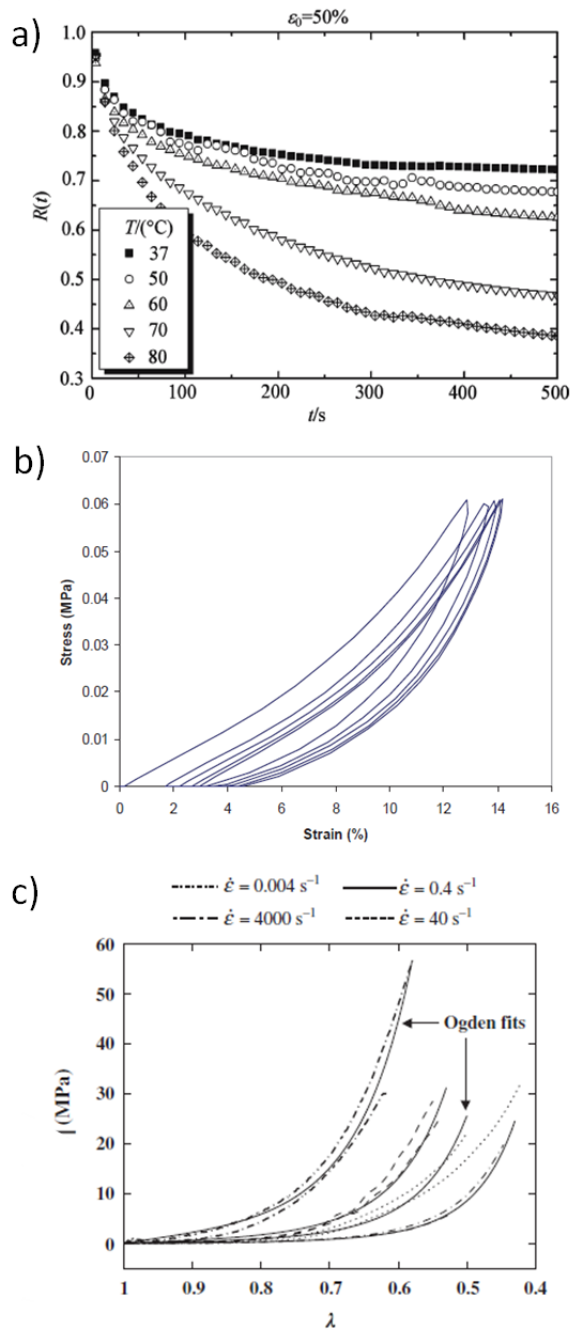 a)
ε₀=50%
1.0
0.9
0.8
0.7
0.6
0.5
0.4
0.3
R(t)
T/(°C)
37
50
60
70
80
0 100 200 300 400 500
t/s
b)
0.07
0.06
0.05
0.04
0.03
0.02
0.01
0
Stress (MPa)
0 2 4 6 8 10 12 14 16
Strain (%)
c)
ε̇ = 0.004 s⁻¹ ε̇ = 0.4 s⁻¹
ε̇ = 4000 s⁻¹ ε̇ = 40 s⁻¹
60
50
40
30
20
10
0
(MPa)
Ogden fits
1 0.9 0.8 0.7 0.6 0.5 0.4
λ